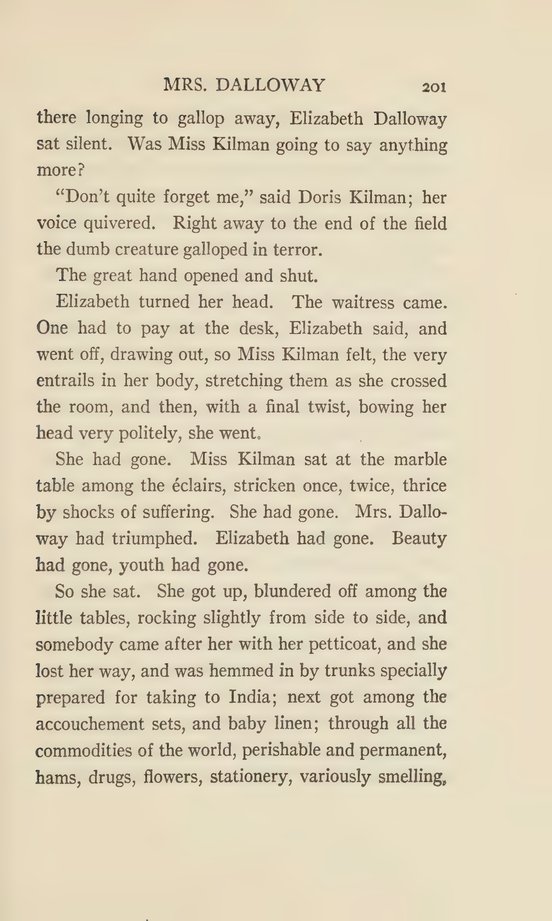 MRS. DALLOWAY 201
there longing to gallop away, Elizabeth Dalloway
sat silent. Was Miss Kilman going to say anything
more?
"Don't quite forget me," said Doris Kilman; her
voice quivered. Right away to the end of the field
the dumb creature galloped in terror.
The great hand opened and shut.
Elizabeth turned her head. The waitress came.
One had to pay at the desk, Elizabeth said, and
went off, drawing out, so Miss Kilman felt, the very
entrails in her body, stretching them as she crossed
the room, and then, with a final twist, bowing her
head very politely, she went.
She had gone. Miss Kilman sat at the marble
table among the éclairs, stricken once, twice, thrice
by shocks of suffering. She had gone. Mrs. Dallo-
way had triumphed. Elizabeth had gone. Beauty
had gone, youth had gone.
So she sat. She got up, blundered off among the
little tables, rocking slightly from side to side, and
somebody came after her with her petticoat, and she
lost her way, and was hemmed in by trunks specially
prepared for taking to India; next got among the
accouchement sets, and baby linen; through all the
commodities of the world, perishable and permanent,
hams, drugs, flowers, stationery, variously smelling,